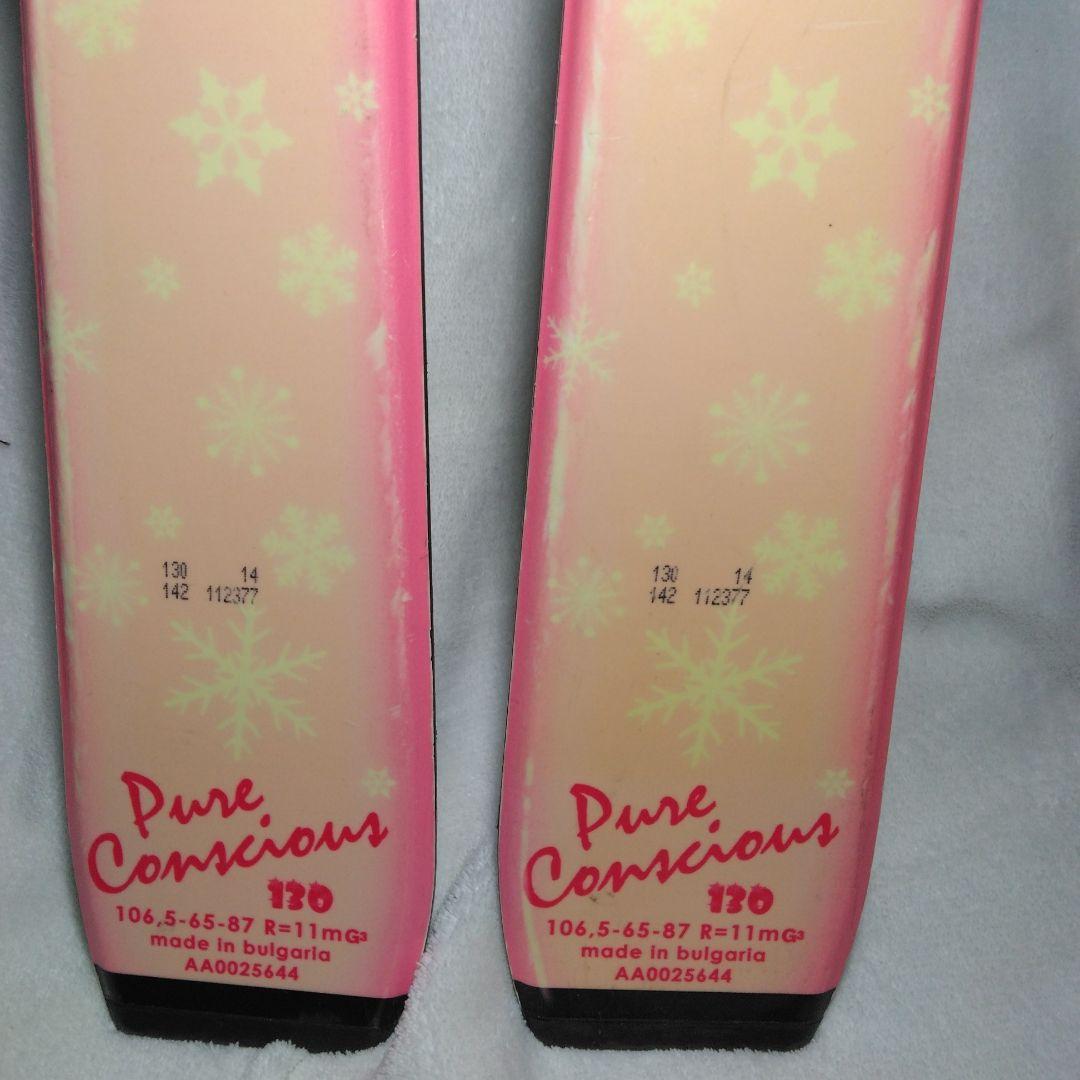 130 14
142 112377
Pure
Conscious
130
106,5-65-87 R=11mG3
made in bulgaria
AA0025644
130 14
142 112377
Pure
Conscious
130
106,5-65-87 R=11mG3
made in bulgaria
AA0025644